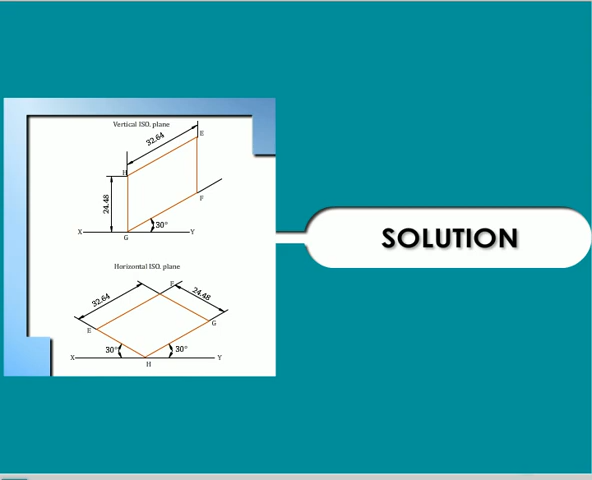 Vertical ISO. plane
32.64
E
H
24.48
F
30°
X
Y
G
SOLUTION
Horizontal ISO. plane
F
32.64
24.48
G
E
30°
30°
X
Y
H